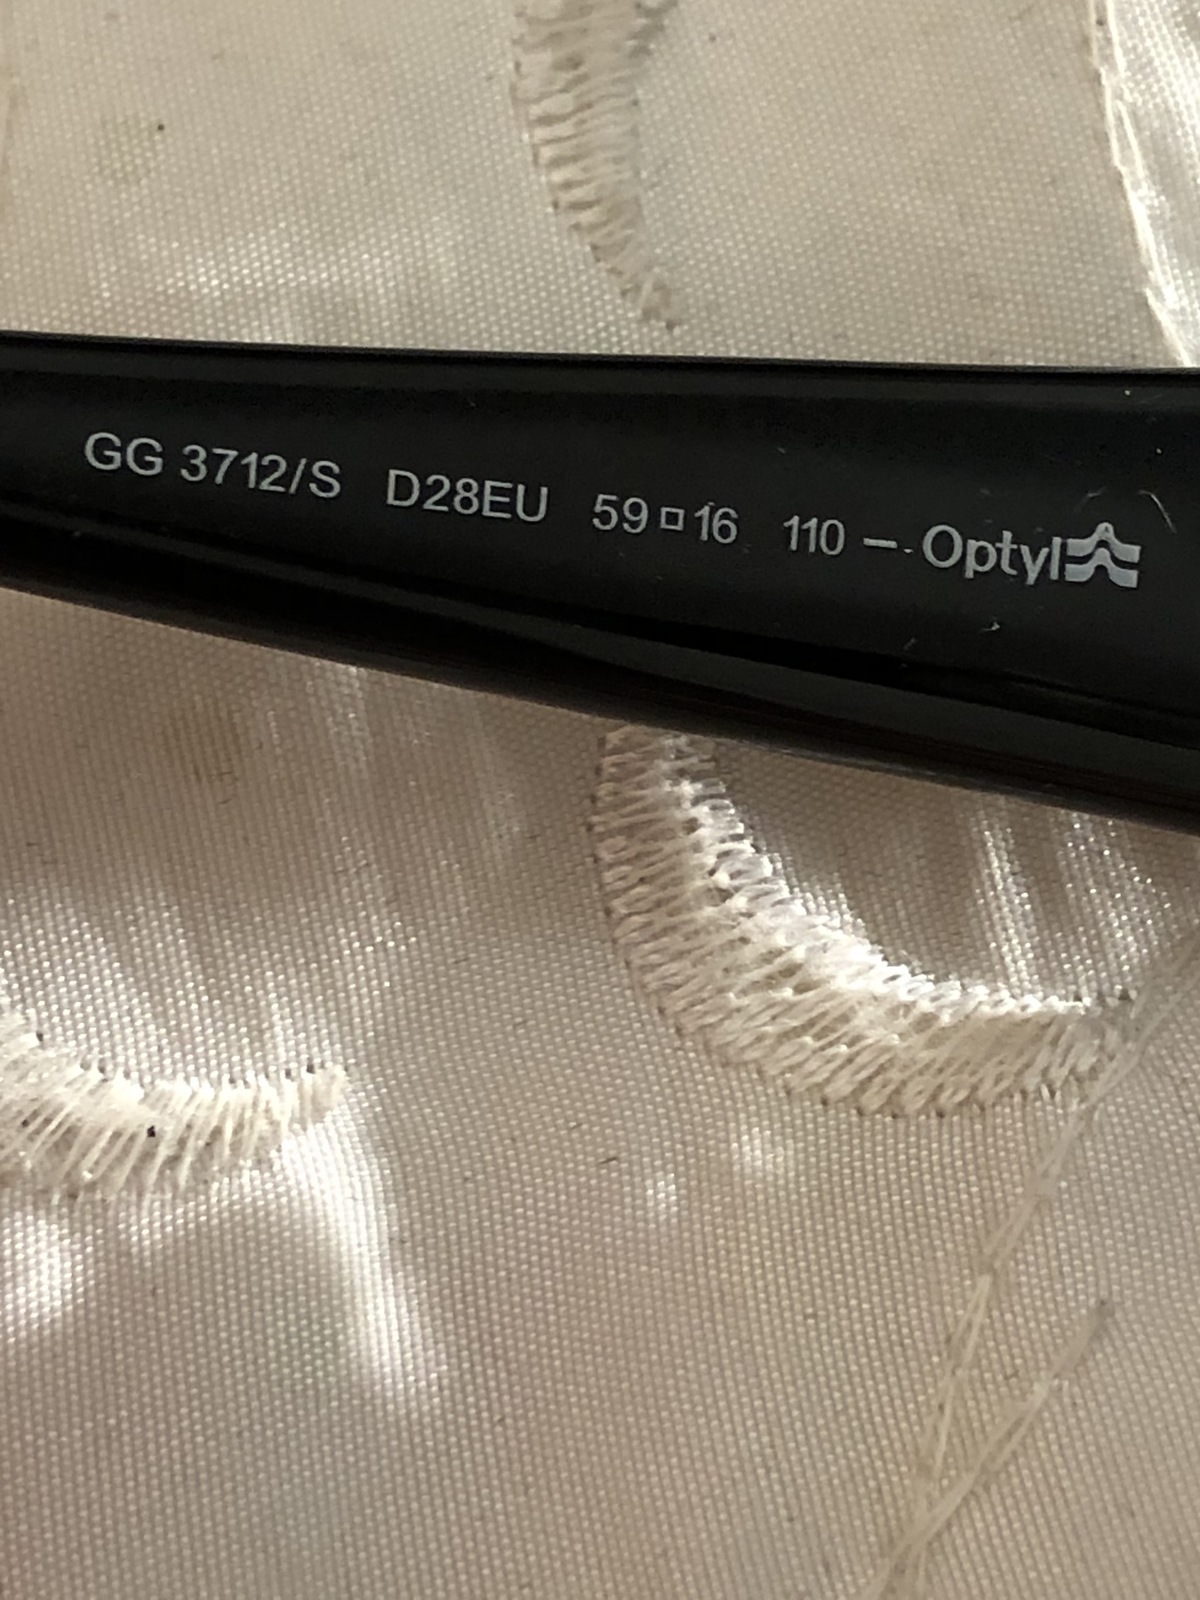 GG 3712/S D28EU 59□16 110 –. Optyl